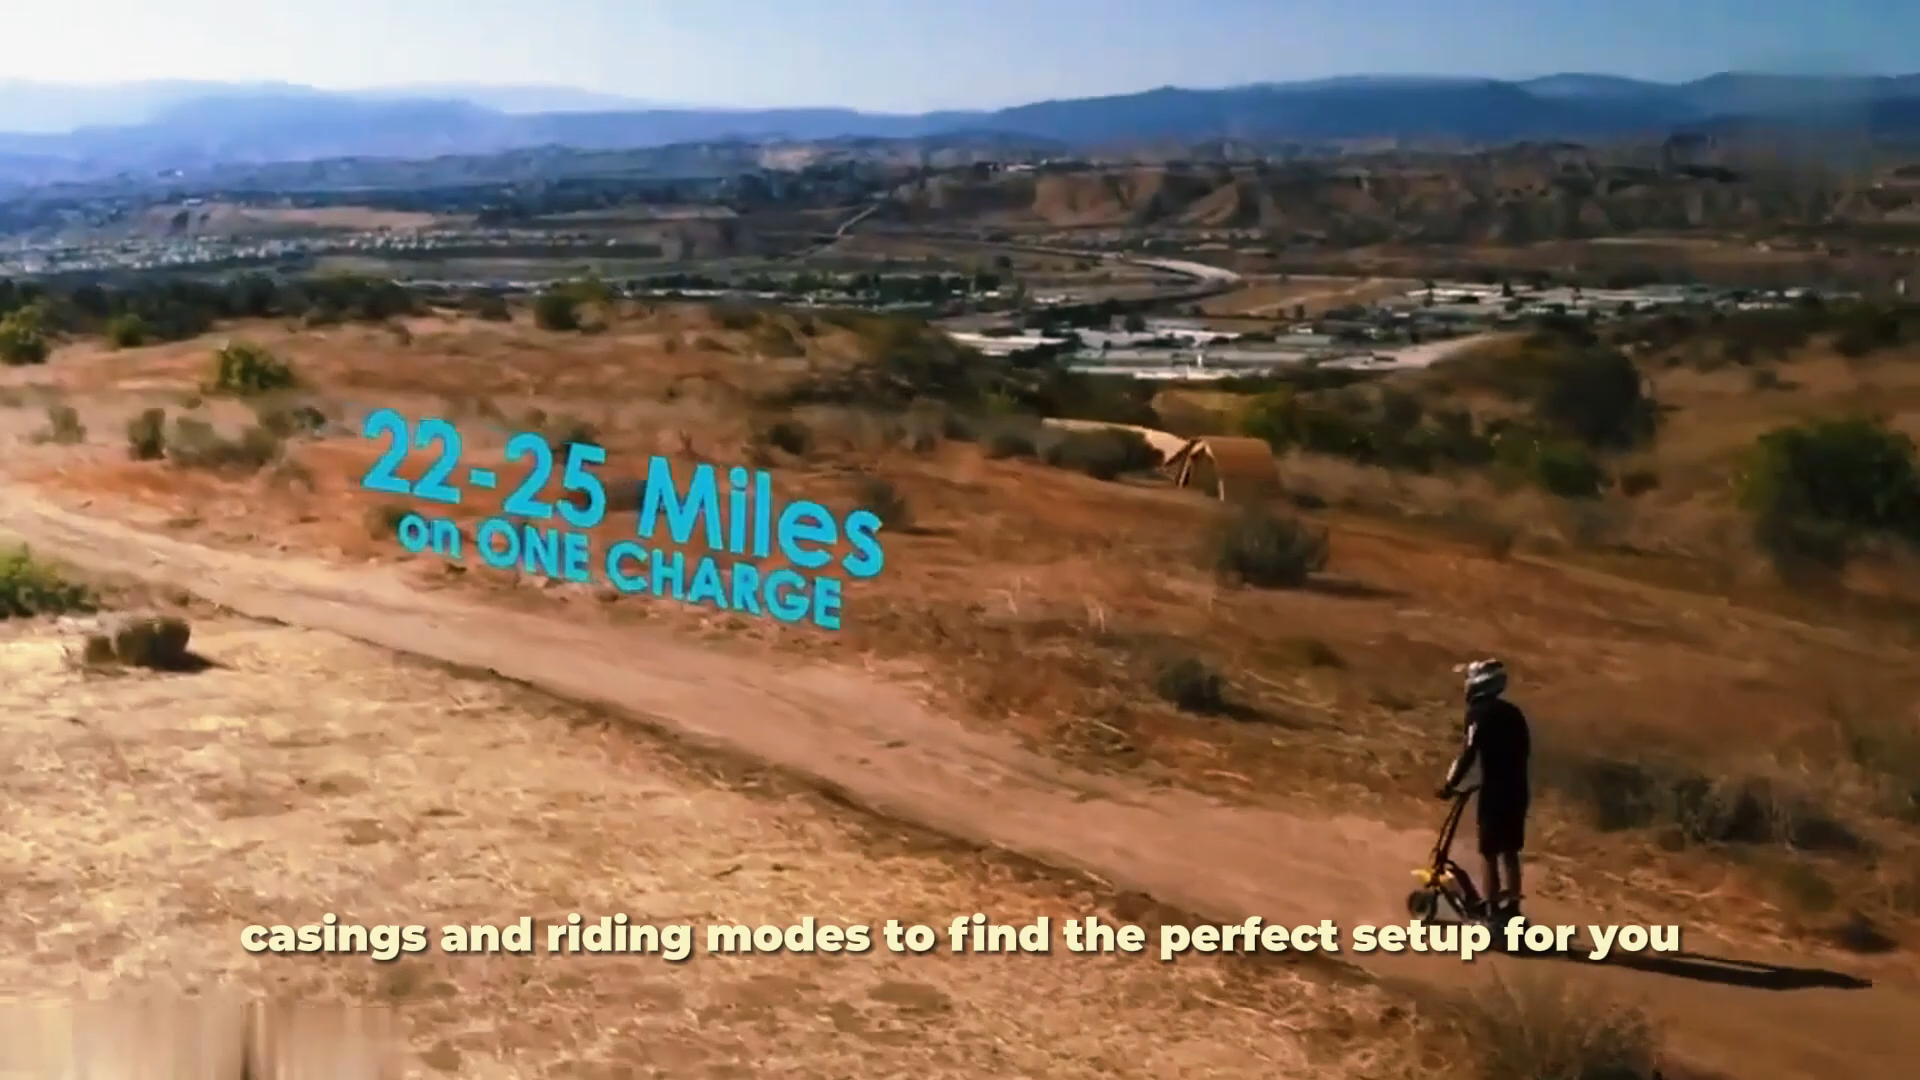 22-25 Miles
on ONE CHARGE
casings and riding modes to find the perfect setup for you